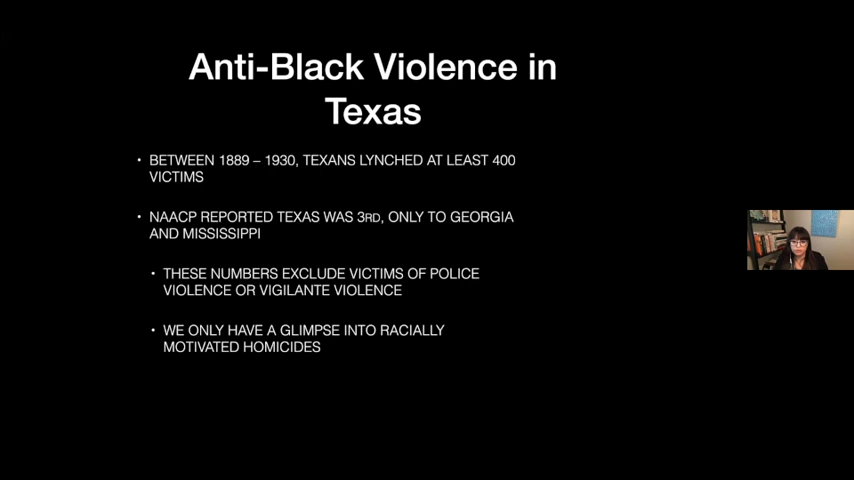 Anti-Black Violence in
Texas
• BETWEEN 1889 – 1930, TEXANS LYNCHED AT LEAST 400
VICTIMS
• NAACP REPORTED TEXAS WAS 3RD, ONLY TO GEORGIA
AND MISSISSIPPI
• THESE NUMBERS EXCLUDE VICTIMS OF POLICE
VIOLENCE OR VIGILANTE VIOLENCE
• WE ONLY HAVE A GLIMPSE INTO RACIALLY
MOTIVATED HOMICIDES